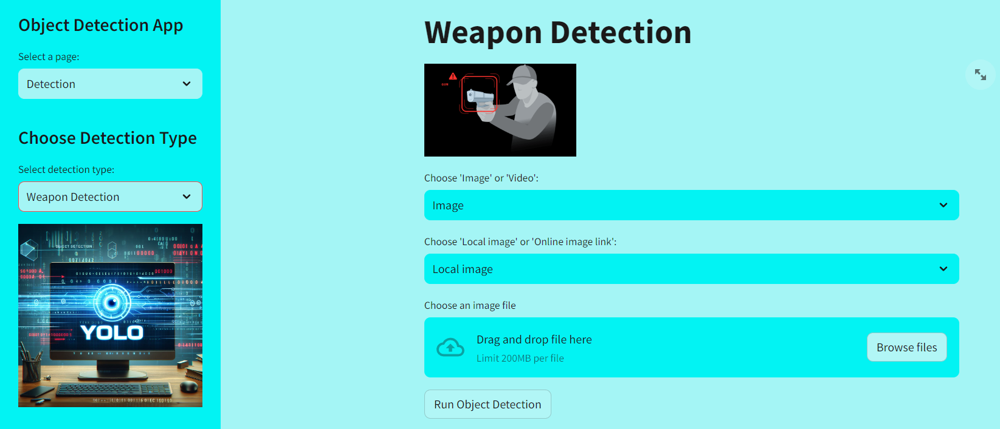 Object Detection App
Select a page:
Detection
Choose Detection Type
Select detection type:
Weapon Detection
OBJECT DETECTION
YOLO
Weapon Detection
GUN
Choose 'Image' or 'Video':
Image
Choose 'Local image' or 'Online image link':
Local image
Choose an image file
Drag and drop file here
Limit 200MB per file
Browse files
Run Object Detection